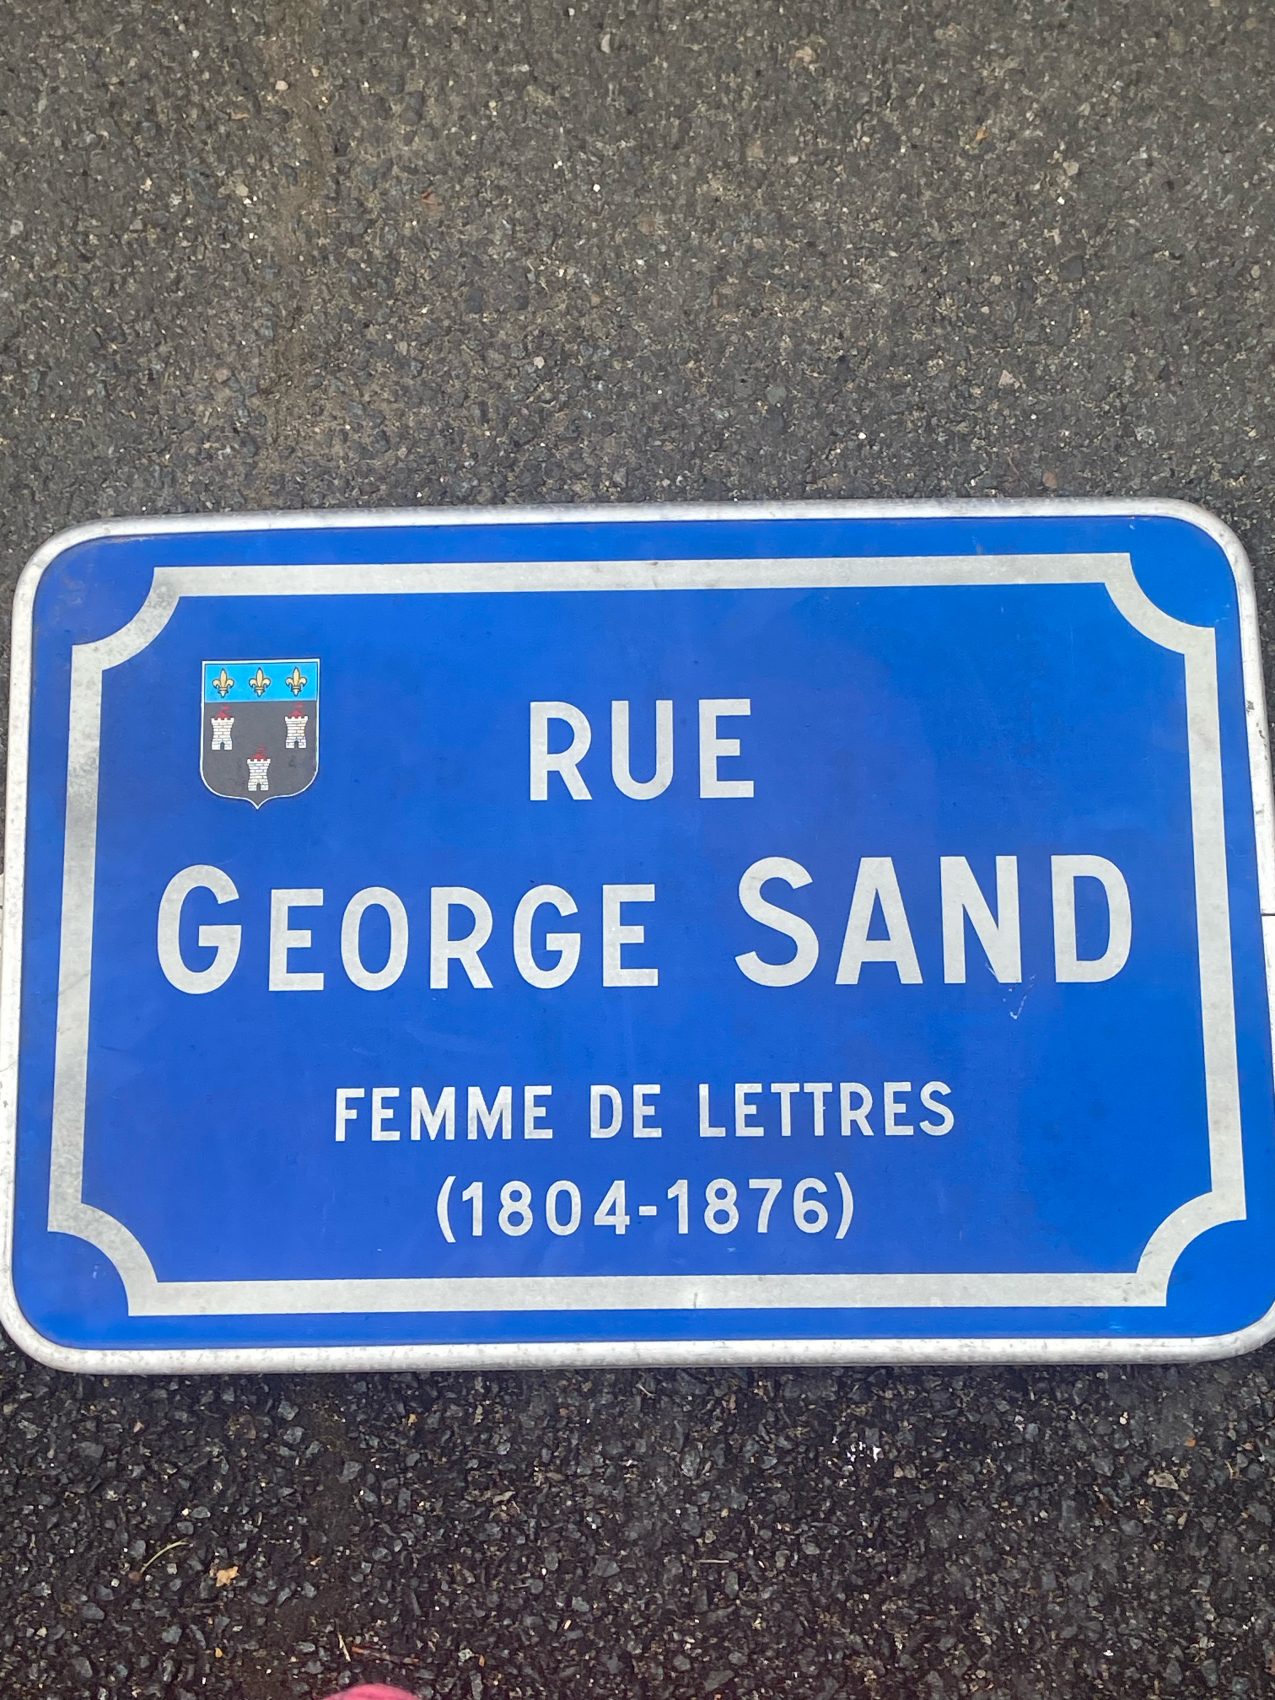 RUE
GEORGE SAND
FEMME DE LETTRES
(1804-1876)